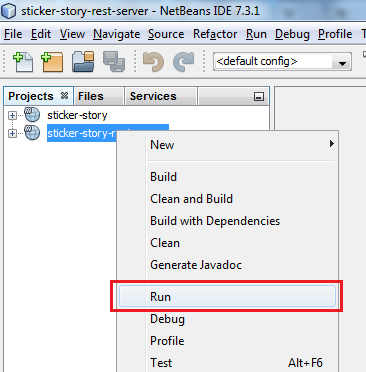 sticker-story-rest-server - NetBeans IDE 7.3.1
File Edit View Navigate Source Refactor Run Debug Profile
<default config>
Projects Files Services
sticker-story
sticker-story-r
New
Build
Clean and Build
Build with Dependencies
Clean
Generate Javadoc
Run
Debug
Profile
Test Alt+F6